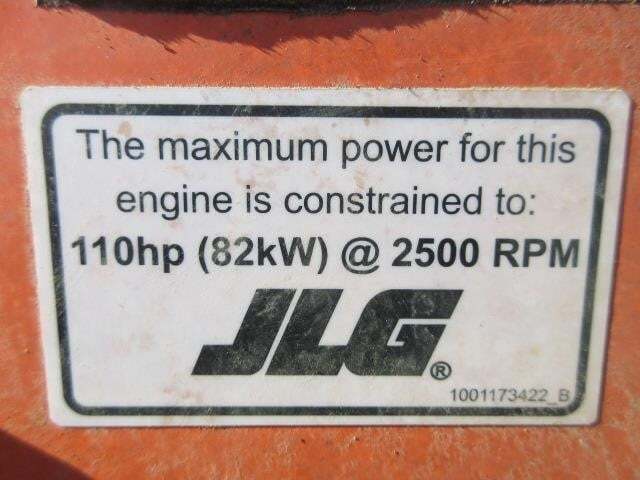 The maximum power for this
engine is constrained to:
110hp (82kW) @ 2500 RPM
JLG®
1001173422_B